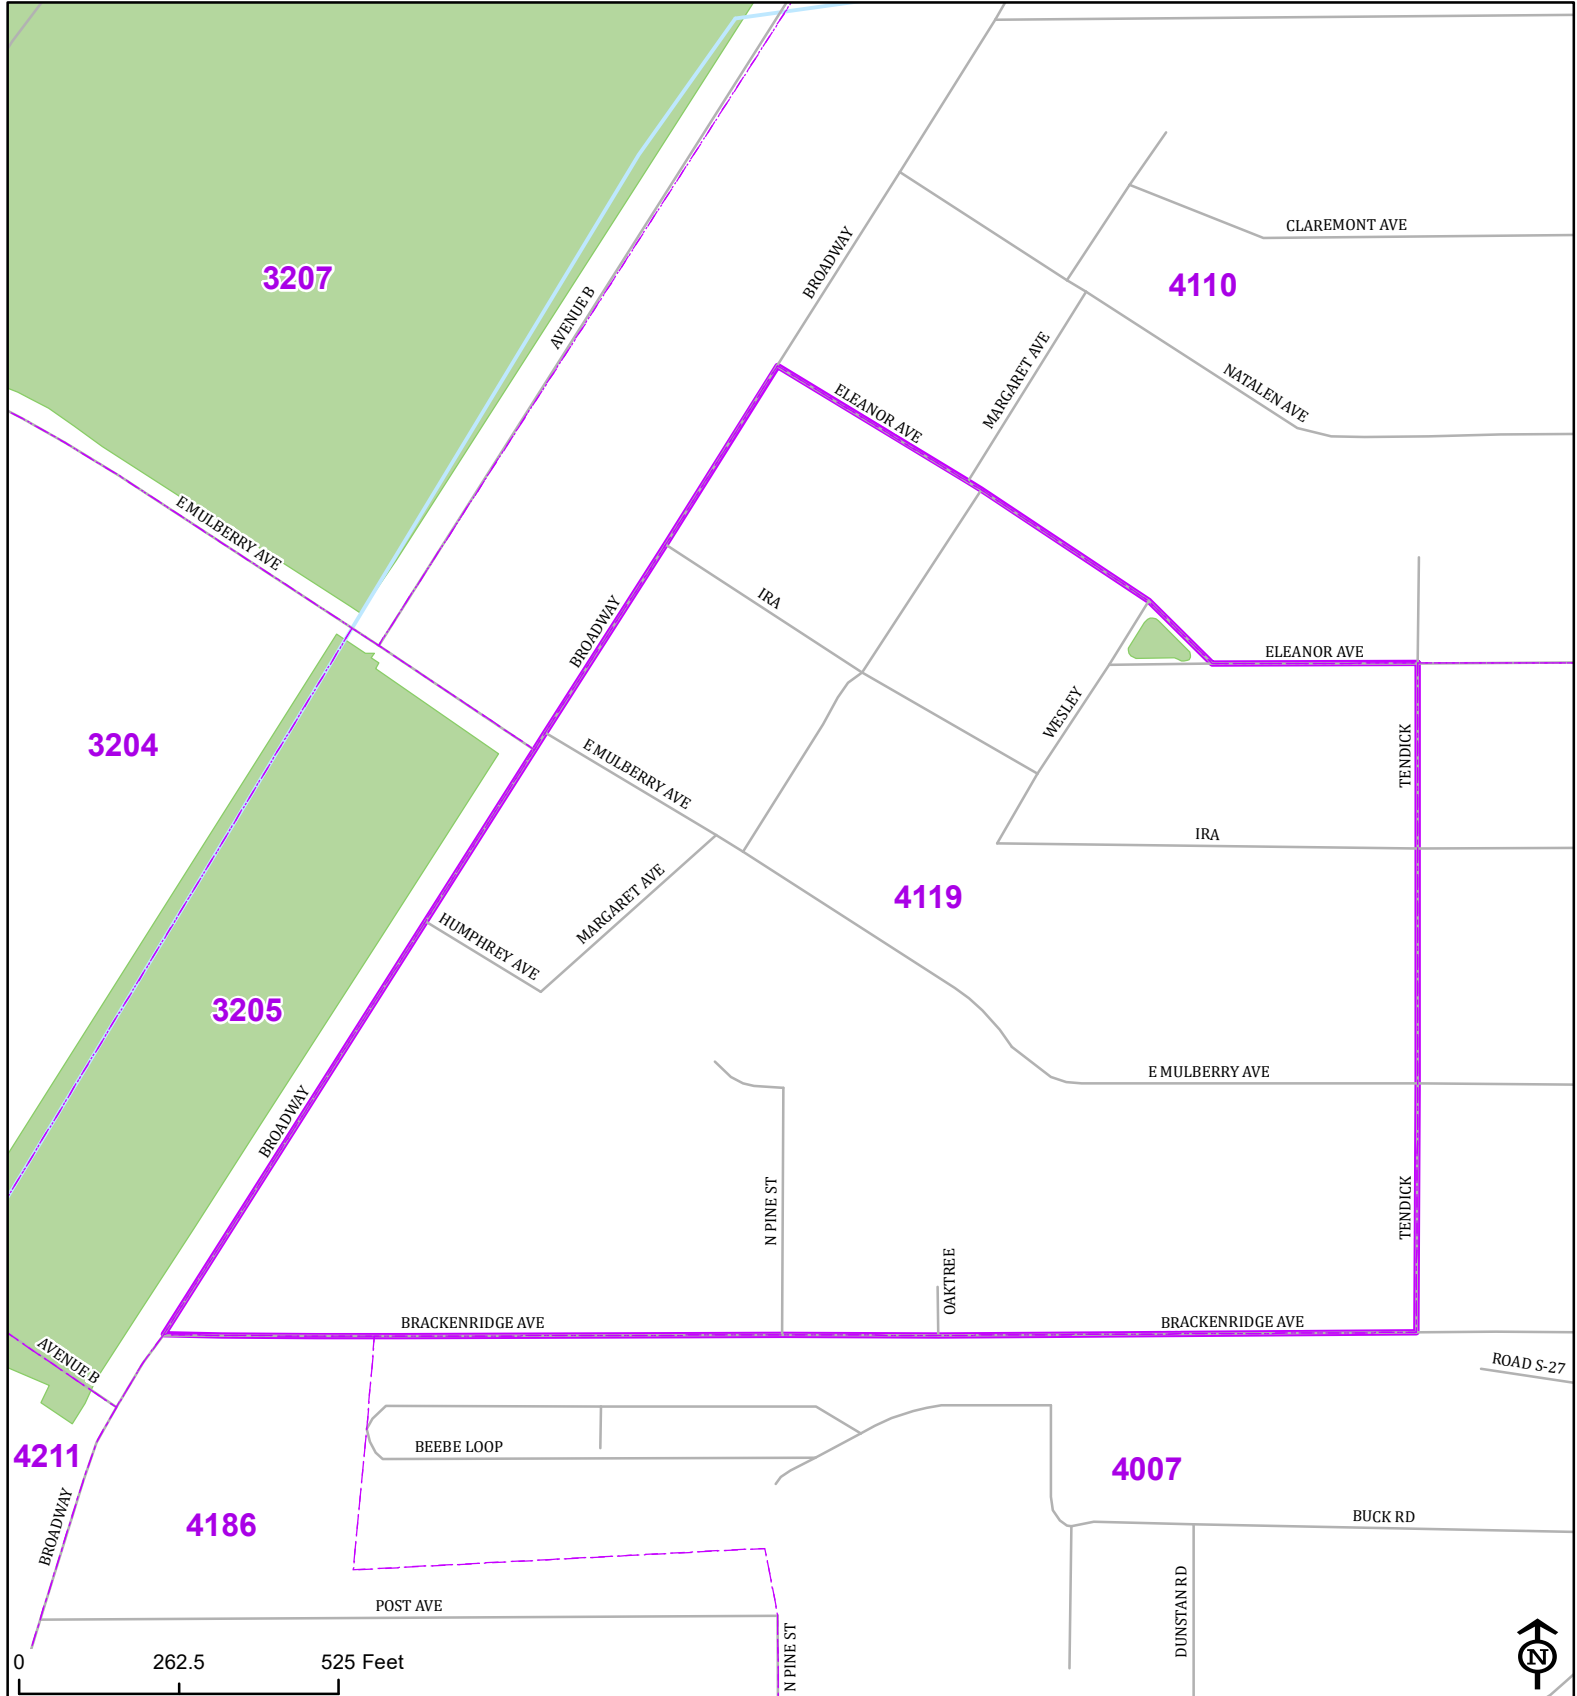 CLAREMONT AVE
BROADWAY
3207
4110
AVENUE B
MARGARET AVE
NATALEN AVE
ELEANOR AVE
E MULBERRY AVE
IRA
BROADWAY
ELEANOR AVE
WESLEY
3204
TENDICK
E MULBERRY AVE
IRA
4119
MARGARET AVE
HUMPHREY AVE
3205
E MULBERRY AVE
BROADWAY
N PINE ST
TENDICK
OAKTREE
BRACKENRIDGE AVE
BRACKENRIDGE AVE
AVENUE B
ROAD S-27
BEEBE LOOP
4211
4007
BROADWAY
4186
BUCK RD
POST AVE
DUNSTAN RD
N PINE ST
0 262.5 525 Feet
N